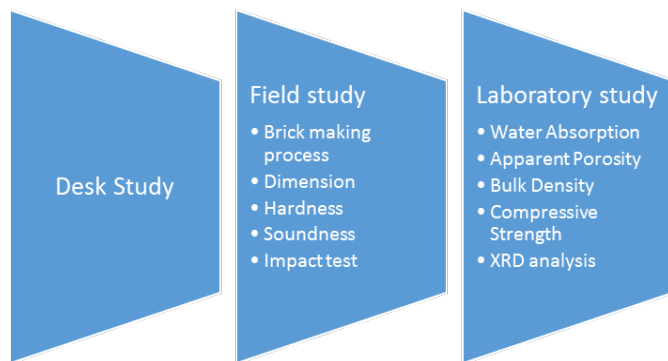 Desk Study
Field study
• Brick making
process
• Dimension
• Hardness
• Soundness
• Impact test
Laboratory study
• Water Absorption
• Apparent Porosity
• Bulk Density
• Compressive
Strength
• XRD analysis